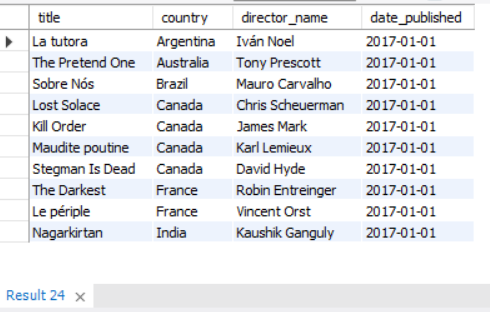 title country director_name date_published
La tutora Argentina Iván Noel 2017-01-01
The Pretend One Australia Tony Prescott 2017-01-01
Sobre Nós Brazil Mauro Carvalho 2017-01-01
Lost Solace Canada Chris Scheuerman 2017-01-01
Kill Order Canada James Mark 2017-01-01
Maudite poutine Canada Karl Lemieux 2017-01-01
Stegman Is Dead Canada David Hyde 2017-01-01
The Darkest France Robin Entreinger 2017-01-01
Le périple France Vincent Orst 2017-01-01
Nagarkirtan India Kaushik Ganguly 2017-01-01
Result 24